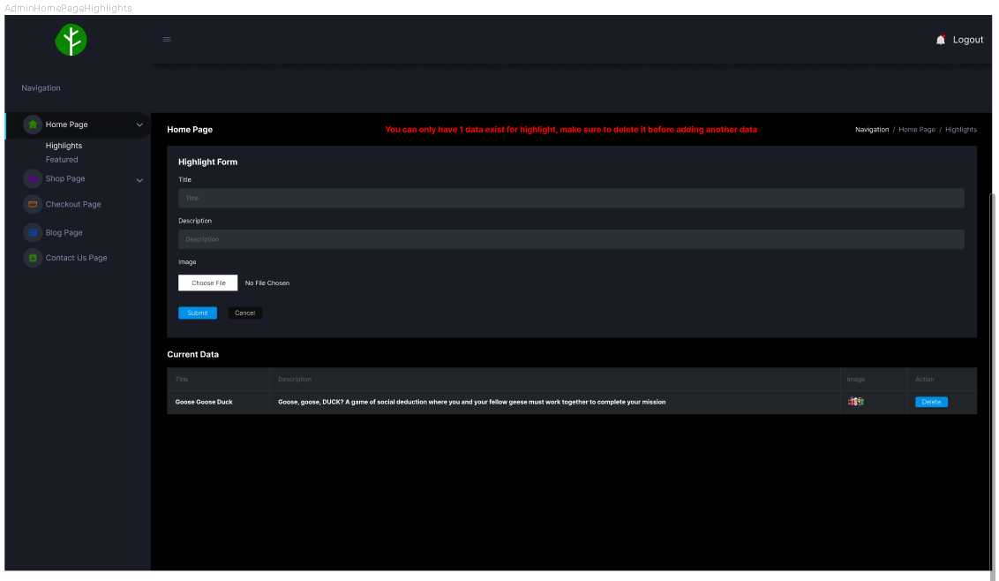 AdminHomePageHighlights
Logout
Navigation
Home Page
Highlights
Featured
Shop Page
Checkout Page
Blog Page
Contact Us Page
Home Page
You can only have 1 data exist for highlight, make sure to delete it before adding another data
Navigation / Home Page / Highlights
Highlight Form
Title
Title
Description
Description
Image
Choose File No File Chosen
Submit Cancel
Current Data
Title Description Image Action
Goose Goose Duck Goose, goose, DUCK? A game of social deduction where you and your fellow geese must work together to complete your mission Delete